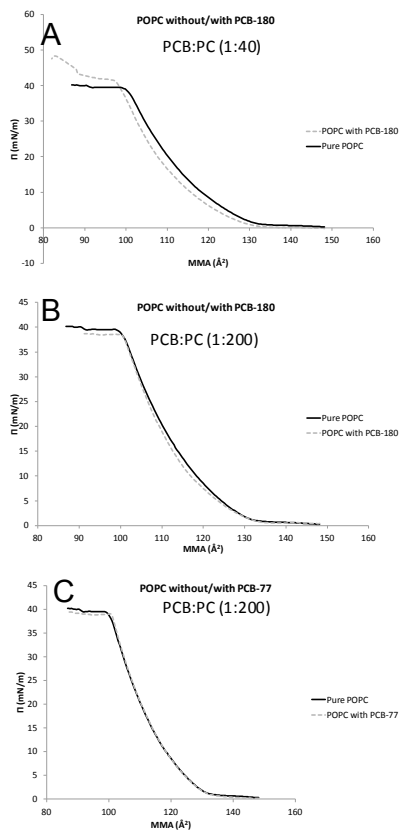 A
POPC without/with PCB-180
PCB:PC (1:40)
60
50
40
30
20
10
0
-10
Π (mN/m)
80 90 100 110 120 130 140 150 160
MMA (Å²)
POPC with PCB-180
Pure POPC
B
POPC without/with PCB-180
PCB:PC (1:200)
45
40
35
30
25
20
15
10
5
0
Π (mN/m)
80 90 100 110 120 130 140 150 160
MMA (Å²)
Pure POPC
POPC with PCB-180
C
POPC without/with PCB-77
PCB:PC (1:200)
45
40
35
30
25
20
15
10
5
0
Π (mN/m)
80 100 120 140 160
MMA (Å²)
Pure POPC
POPC with PCB-77